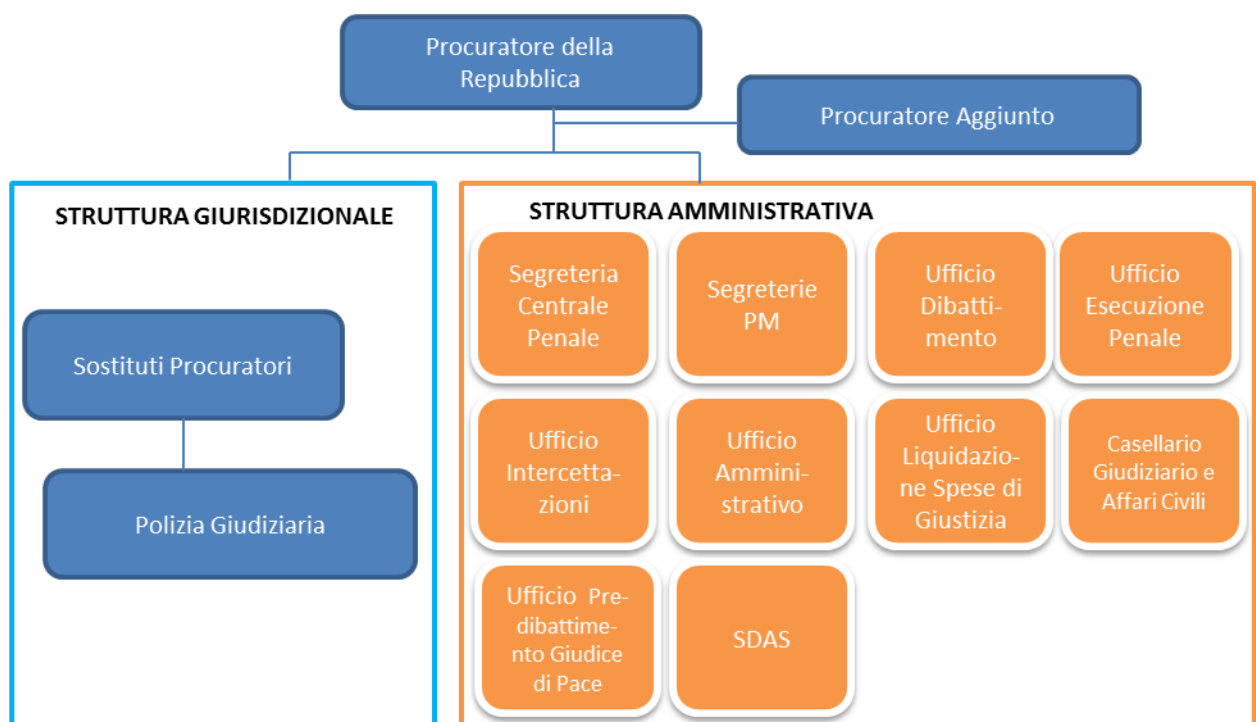 Procuratore della
Repubblica
Procuratore Aggiunto
STRUTTURA GIURISDIZIONALE
Sostituti Procuratori
Polizia Giudiziaria
STRUTTURA AMMINISTRATIVA
Segreteria
Centrale
Penale
Segreterie
PM
Ufficio
Dibatti-
mento
Ufficio
Esecuzione
Penale
Ufficio
Intercetta-
zioni
Ufficio
Ammini-
strativo
Ufficio
Liquidazio-
ne Spese di
Giustizia
Casellario
Giudiziario e
Affari Civili
Ufficio Pre-
dibattime-
nto Giudice
di Pace
SDAS